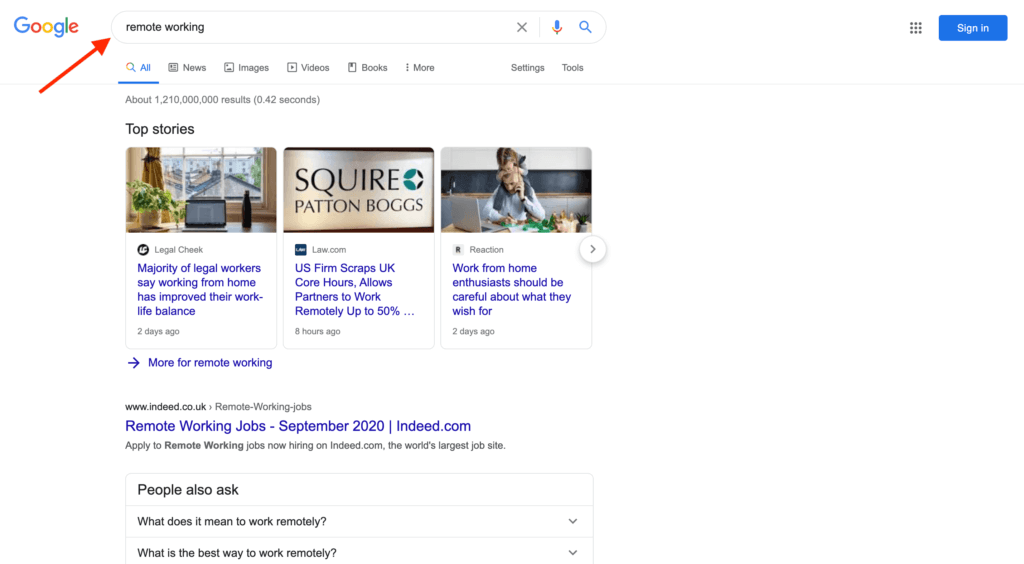 Google
remote working
Sign in
All News Images Videos Books More Settings Tools
About 1,210,000,000 results (0.42 seconds)
Top stories
SQUIRE
PATTON BOGGS
Legal Cheek
Majority of legal workers
say working from home
has improved their work-
life balance
2 days ago
LAW
Law.com
US Firm Scraps UK
Core Hours, Allows
Partners to Work
Remotely Up to 50% …
8 hours ago
R
Reaction
Work from home
enthusiasts should be
careful about what they
wish for
2 days ago
More for remote working
www.indeed.co.uk › Remote-Working-jobs
Remote Working Jobs - September 2020 | Indeed.com
Apply to Remote Working jobs now hiring on Indeed.com, the world's largest job site.
People also ask
What does it mean to work remotely?
What is the best way to work remotely?